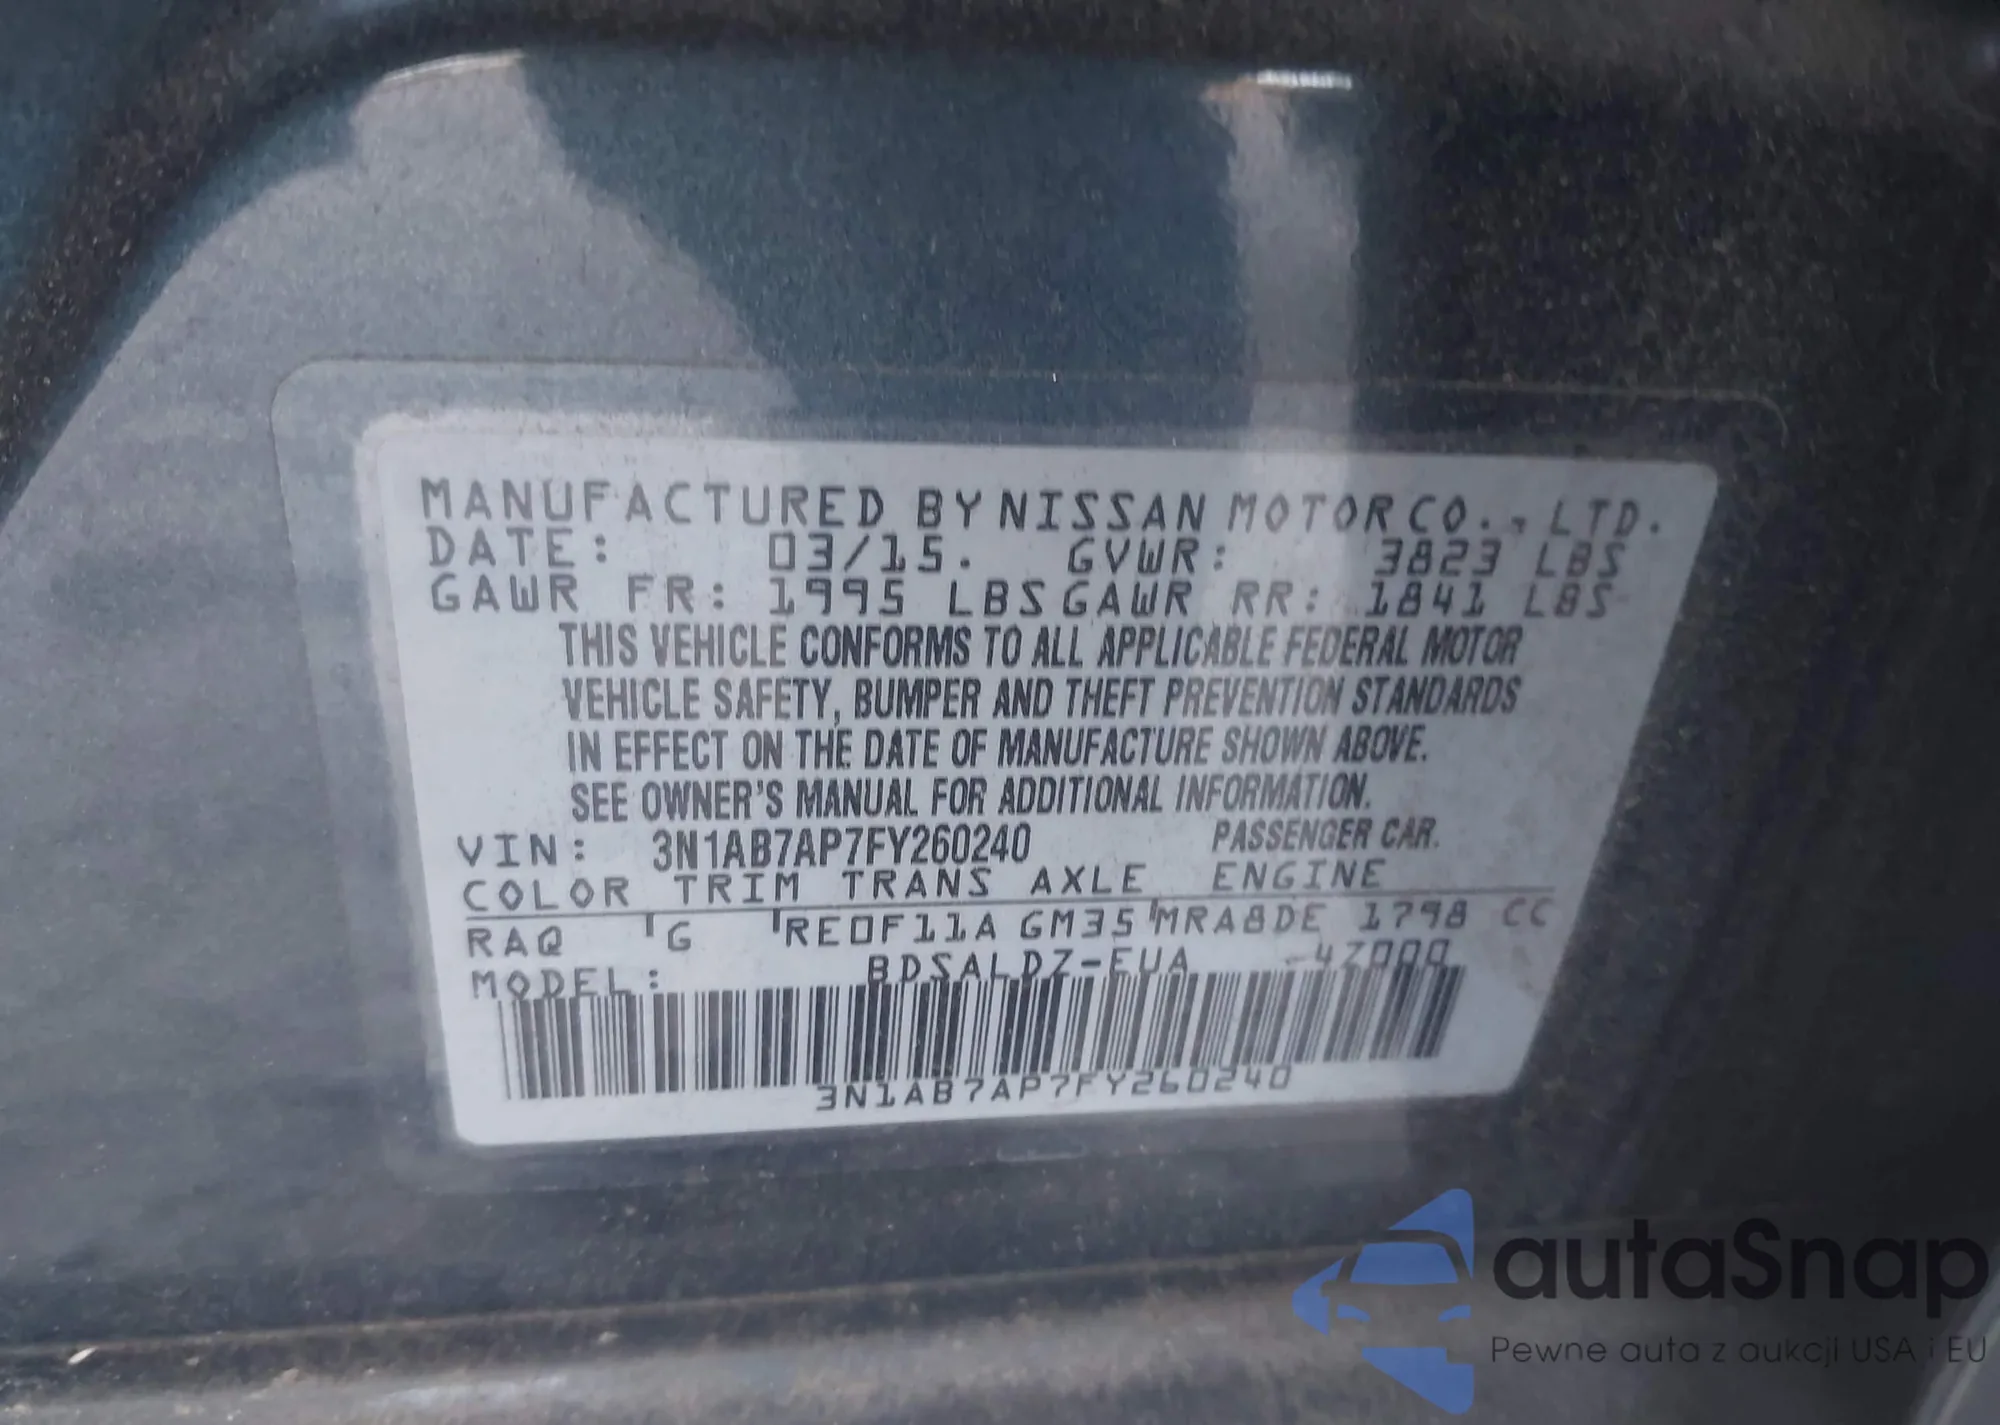 MANUFACTURED BY NISSAN MOTOR CO., LTD.
DATE: 03/15. GVWR: 3823 LBS
GAWR FR: 1995 LBS GAWR RR: 1841 LBS
THIS VEHICLE CONFORMS TO ALL APPLICABLE FEDERAL MOTOR
VEHICLE SAFETY, BUMPER AND THEFT PREVENTION STANDARDS
IN EFFECT ON THE DATE OF MANUFACTURE SHOWN ABOVE.
SEE OWNER'S MANUAL FOR ADDITIONAL INFORMATION.
VIN: 3N1AB7AP7FY260240 PASSENGER CAR.
COLOR TRIM TRANS AXLE ENGINE
RAQ G RE0F11A GM35 MRA8DE 1798 CC
MODEL: BDSALDZ-EUA -4Z000
3N1AB7AP7FY260240
autaSnap
Pewne auta z aukcji USA i EU